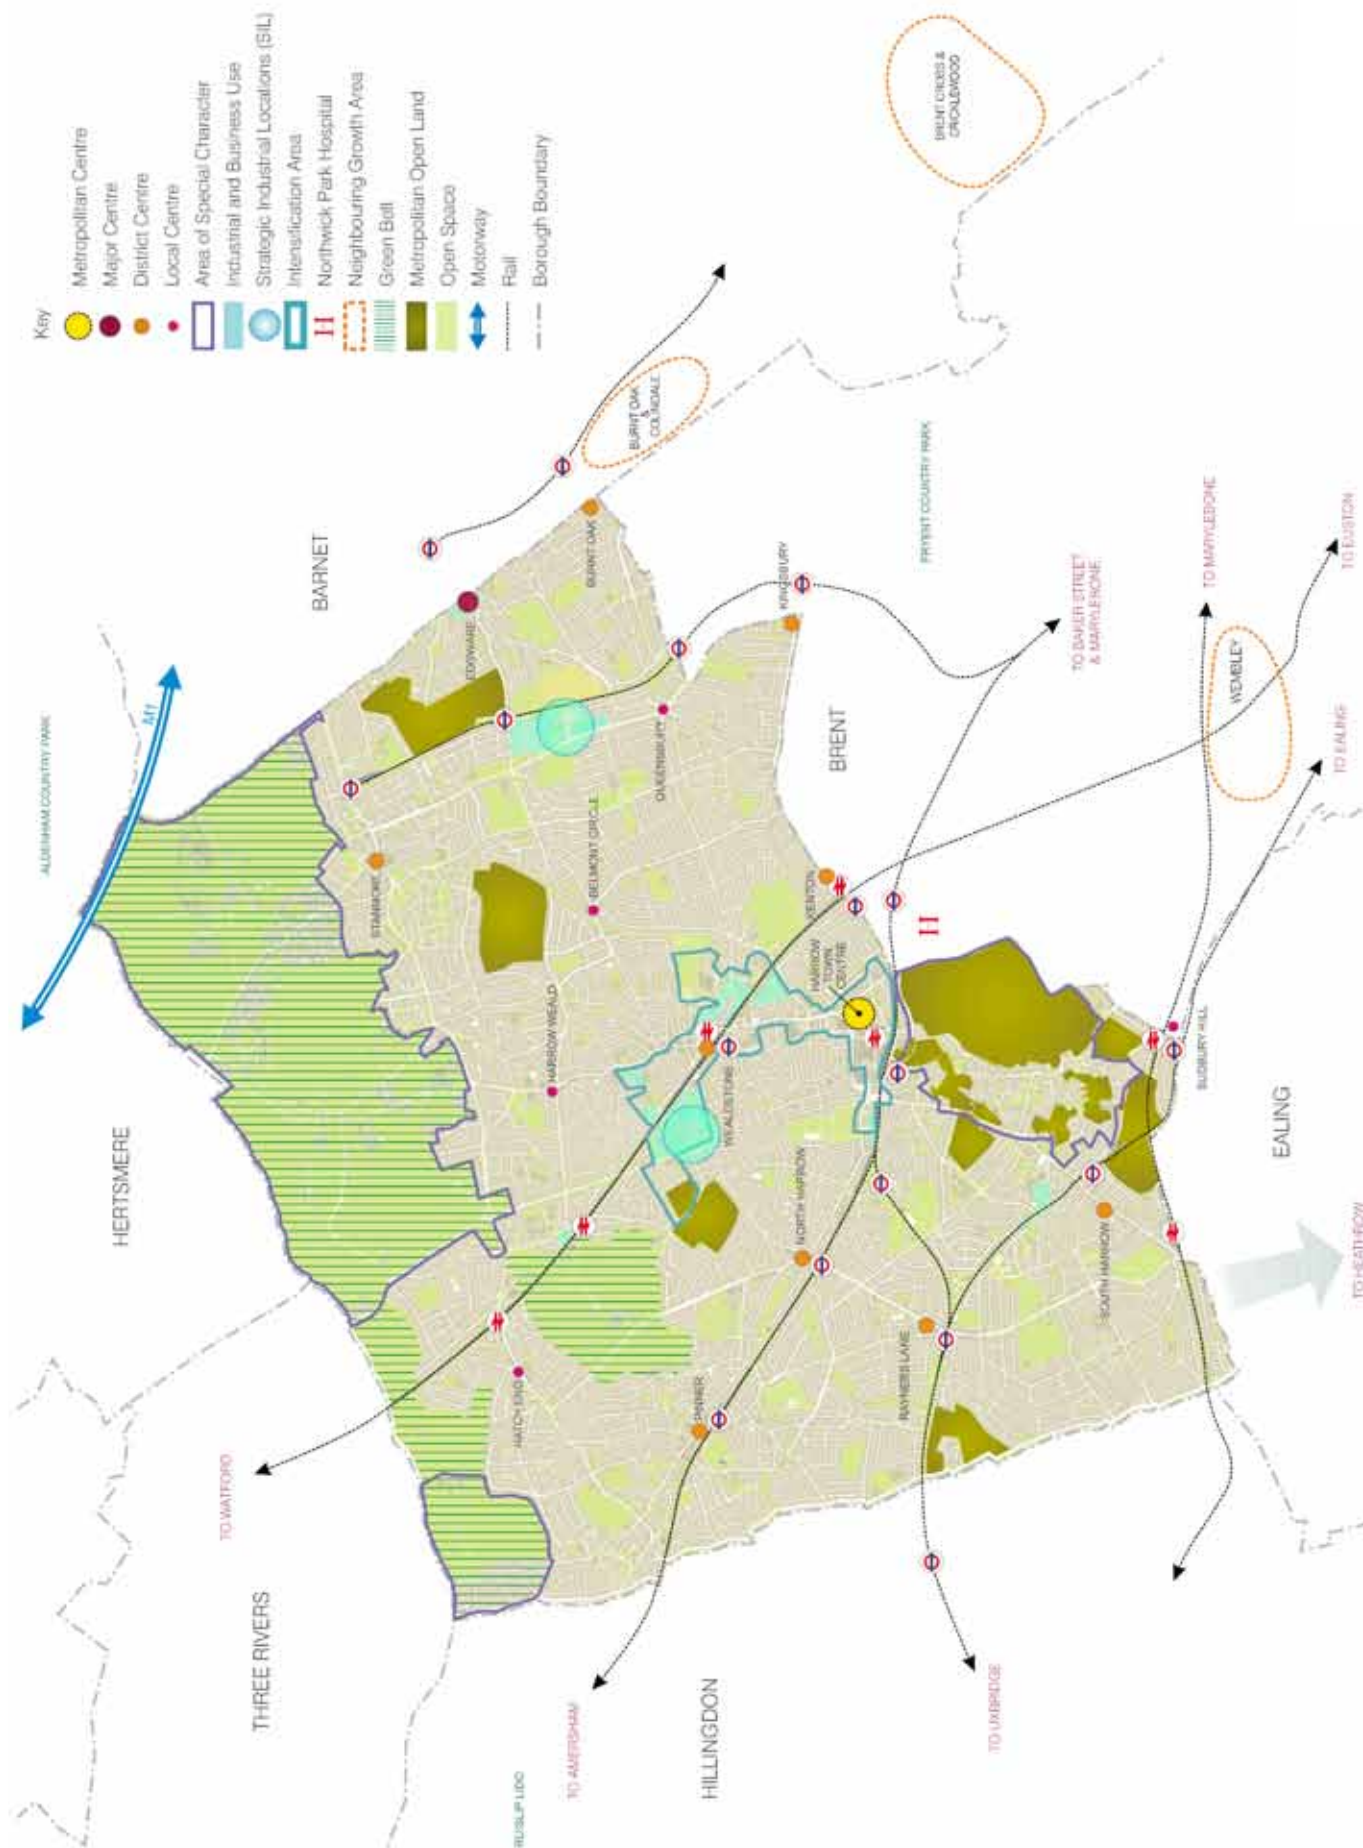 Key
Metropolitan Centre
Major Centre
District Centre
Local Centre
Area of Special Character
Industrial and Business Use
Strategic Industrial Locations (SIL)
Intensification Area
H
Northwick Park Hospital
Neighbouring Growth Area
Green Belt
Metropolitan Open Land
Open Space
Motorway
Rail
Borough Boundary
ALDENHAM COUNTRY PARK
M1
HERTSMERE
BARNET
THREE RIVERS
TO WATFORD
RUISLIP LIDO
TO AMERSHAM
HILLINGDON
TO UXBRIDGE
STANMORE
EDGWARE
BURNT OAK
BURNT OAK
&
COLINDALE
BRENT CROSS &
CRICKLEWOOD
HATCH END
HARROW WEALD
BELMONT CIRCLE
QUEENSBURY
KINGSBURY
FRYENT COUNTRY PARK
PINNER
NORTH HARROW
WEALDSTONE
HARROW
TOWN
CENTRE
KENTON
BRENT
H
RAYNERS LANE
SOUTH HARROW
SUDBURY HILL
EALING
WEMBLEY
TO BAKER STREET
& MARYLEBONE
TO MARYLEBONE
TO EUSTON
TO EALING
TO HEATHROW